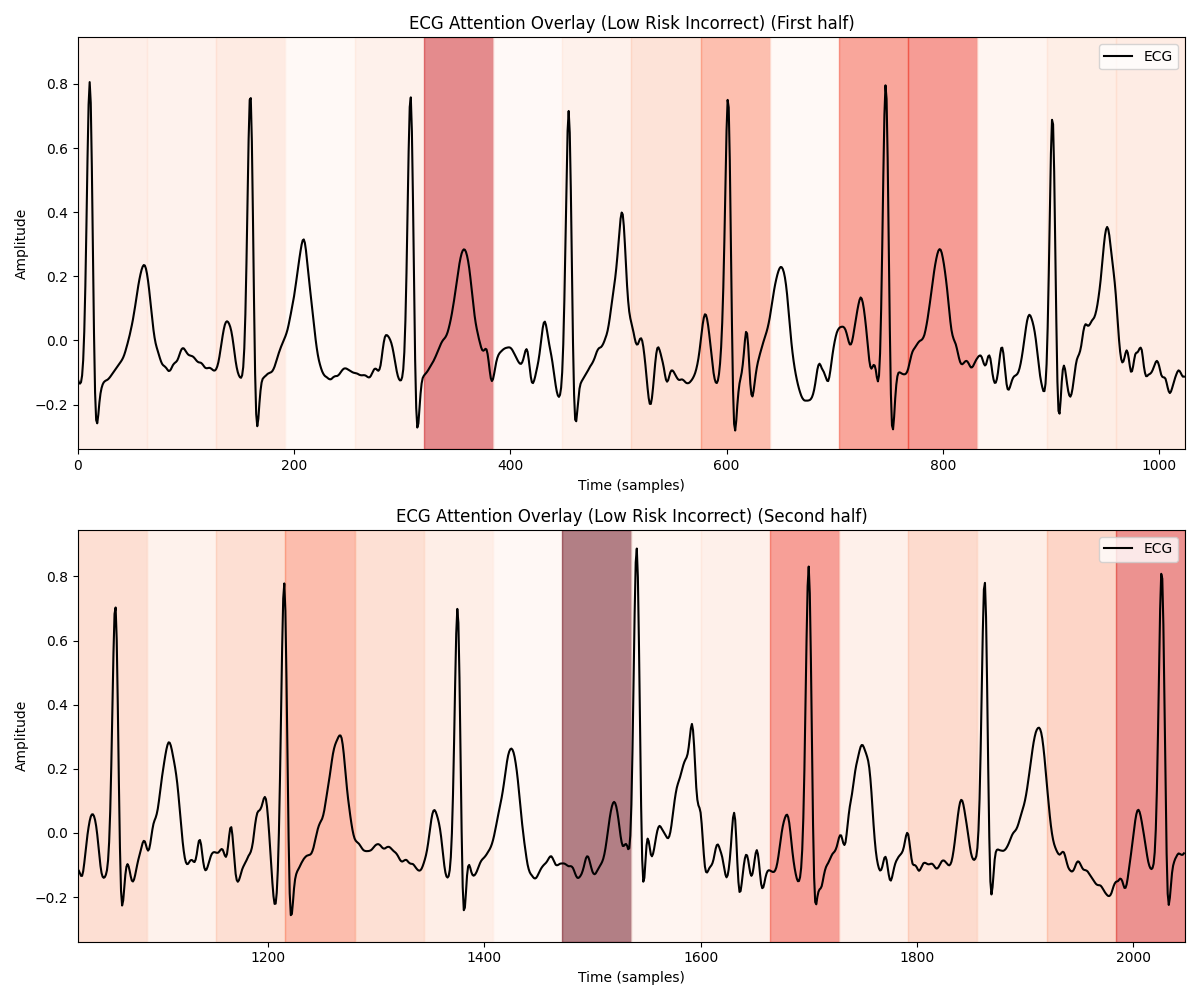 ECG Attention Overlay (Low Risk Incorrect) (First half)
ECG
0.8
0.6
0.4
0.2
0.0
−0.2
Amplitude
0 200 400 600 800 1000
Time (samples)
ECG Attention Overlay (Low Risk Incorrect) (Second half)
ECG
0.8
0.6
0.4
0.2
0.0
−0.2
Amplitude
1200 1400 1600 1800 2000
Time (samples)